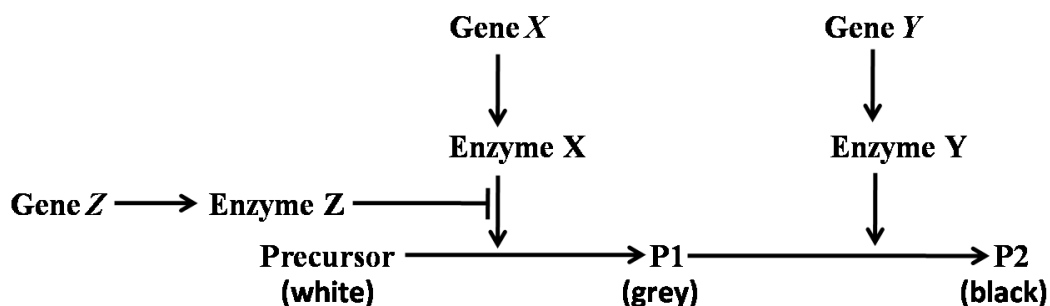 Gene X Gene Y
Enzyme X Enzyme Y
Gene Z Enzyme Z
Precursor P1 P2
(white) (grey) (black)